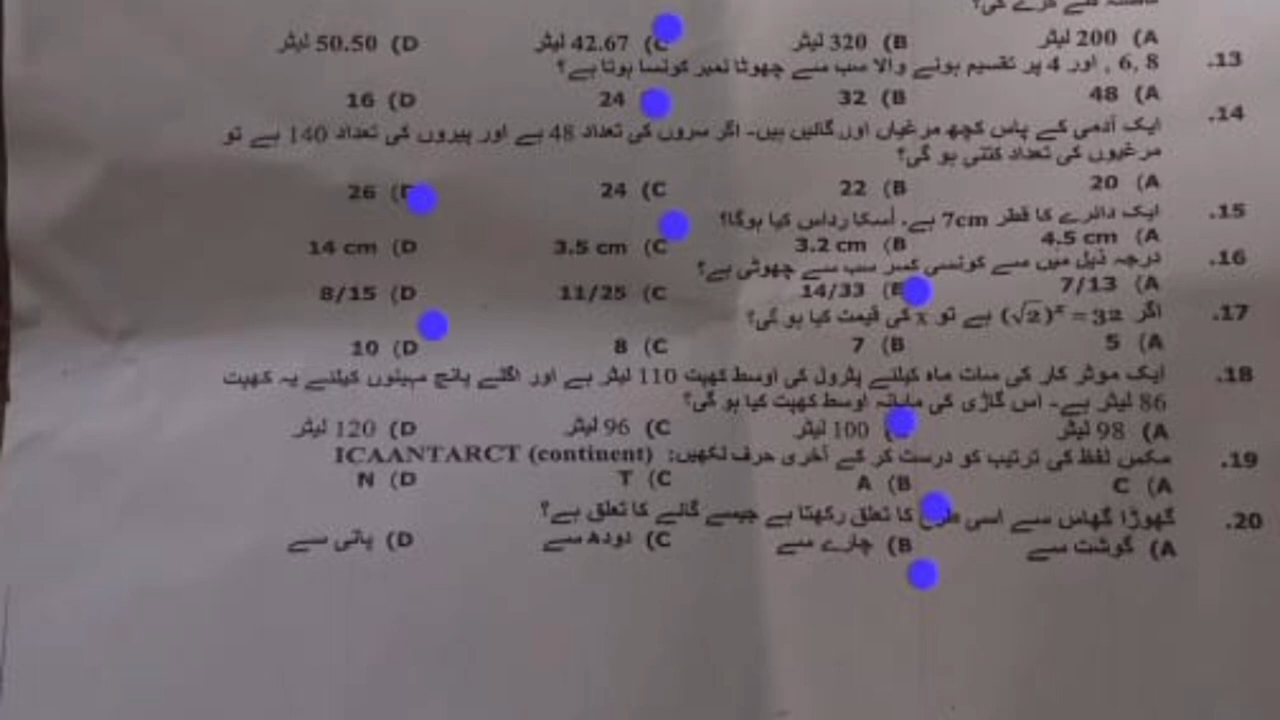 A) 200 لیٹر B) 320 لیٹر C) 42.67 لیٹر D) 50.50 لیٹر
13. 6, 8 , اور 4 پر تقسیم ہونے والا سب سے چھوٹا نمبر کونسا ہوتا ہے؟
A) 48 B) 32 24 D) 16
14. ایک آدمی کے پاس کچھ مرغیاں اور گائیں ہیں۔ اگر سروں کی تعداد 48 ہے اور پیروں کی تعداد 140 ہے تو
مرغیوں کی تعداد کتنی ہو گی؟
A) 20 B) 22 C) 24 D) 26
15. ایک دائرے کا قطر 7cm ہے۔ اُسکا رداس کیا ہوگا؟
A) 4.5 cm B) 3.2 cm C) 3.5 cm D) 14 cm
16. درجہ ذیل میں سے کونسی کسر سب سے چھوٹی ہے؟
A) 7/13 B) 14/33 C) 11/25 D) 8/15
17. اگر (√2)ˣ = 32 ہے تو x کی قیمت کیا ہو گی؟
A) 5 B) 7 C) 8 D) 10
18. ایک موٹر کار کی سات ماہ کیلئے پٹرول کی اوسط کھپت 110 لیٹر ہے اور اگلے پانچ مہینوں کیلئے یہ کھپت
86 لیٹر ہے۔ اس گاڑی کی ماہانہ اوسط کھپت کیا ہو گی؟
A) 98 لیٹر 100 لیٹر C) 96 لیٹر D) 120 لیٹر
19. مکس لفظ کی ترتیب کو درست کر کے آخری حرف لکھیں: ICAANTARCT (continent)
A) C B) A C) T D) N
20. گھوڑا گھاس سے اسی طرح کا تعلق رکھتا ہے جیسے گائے کا تعلق ہے؟
A) گوشت سے B) چارے سے C) دودھ سے D) پانی سے